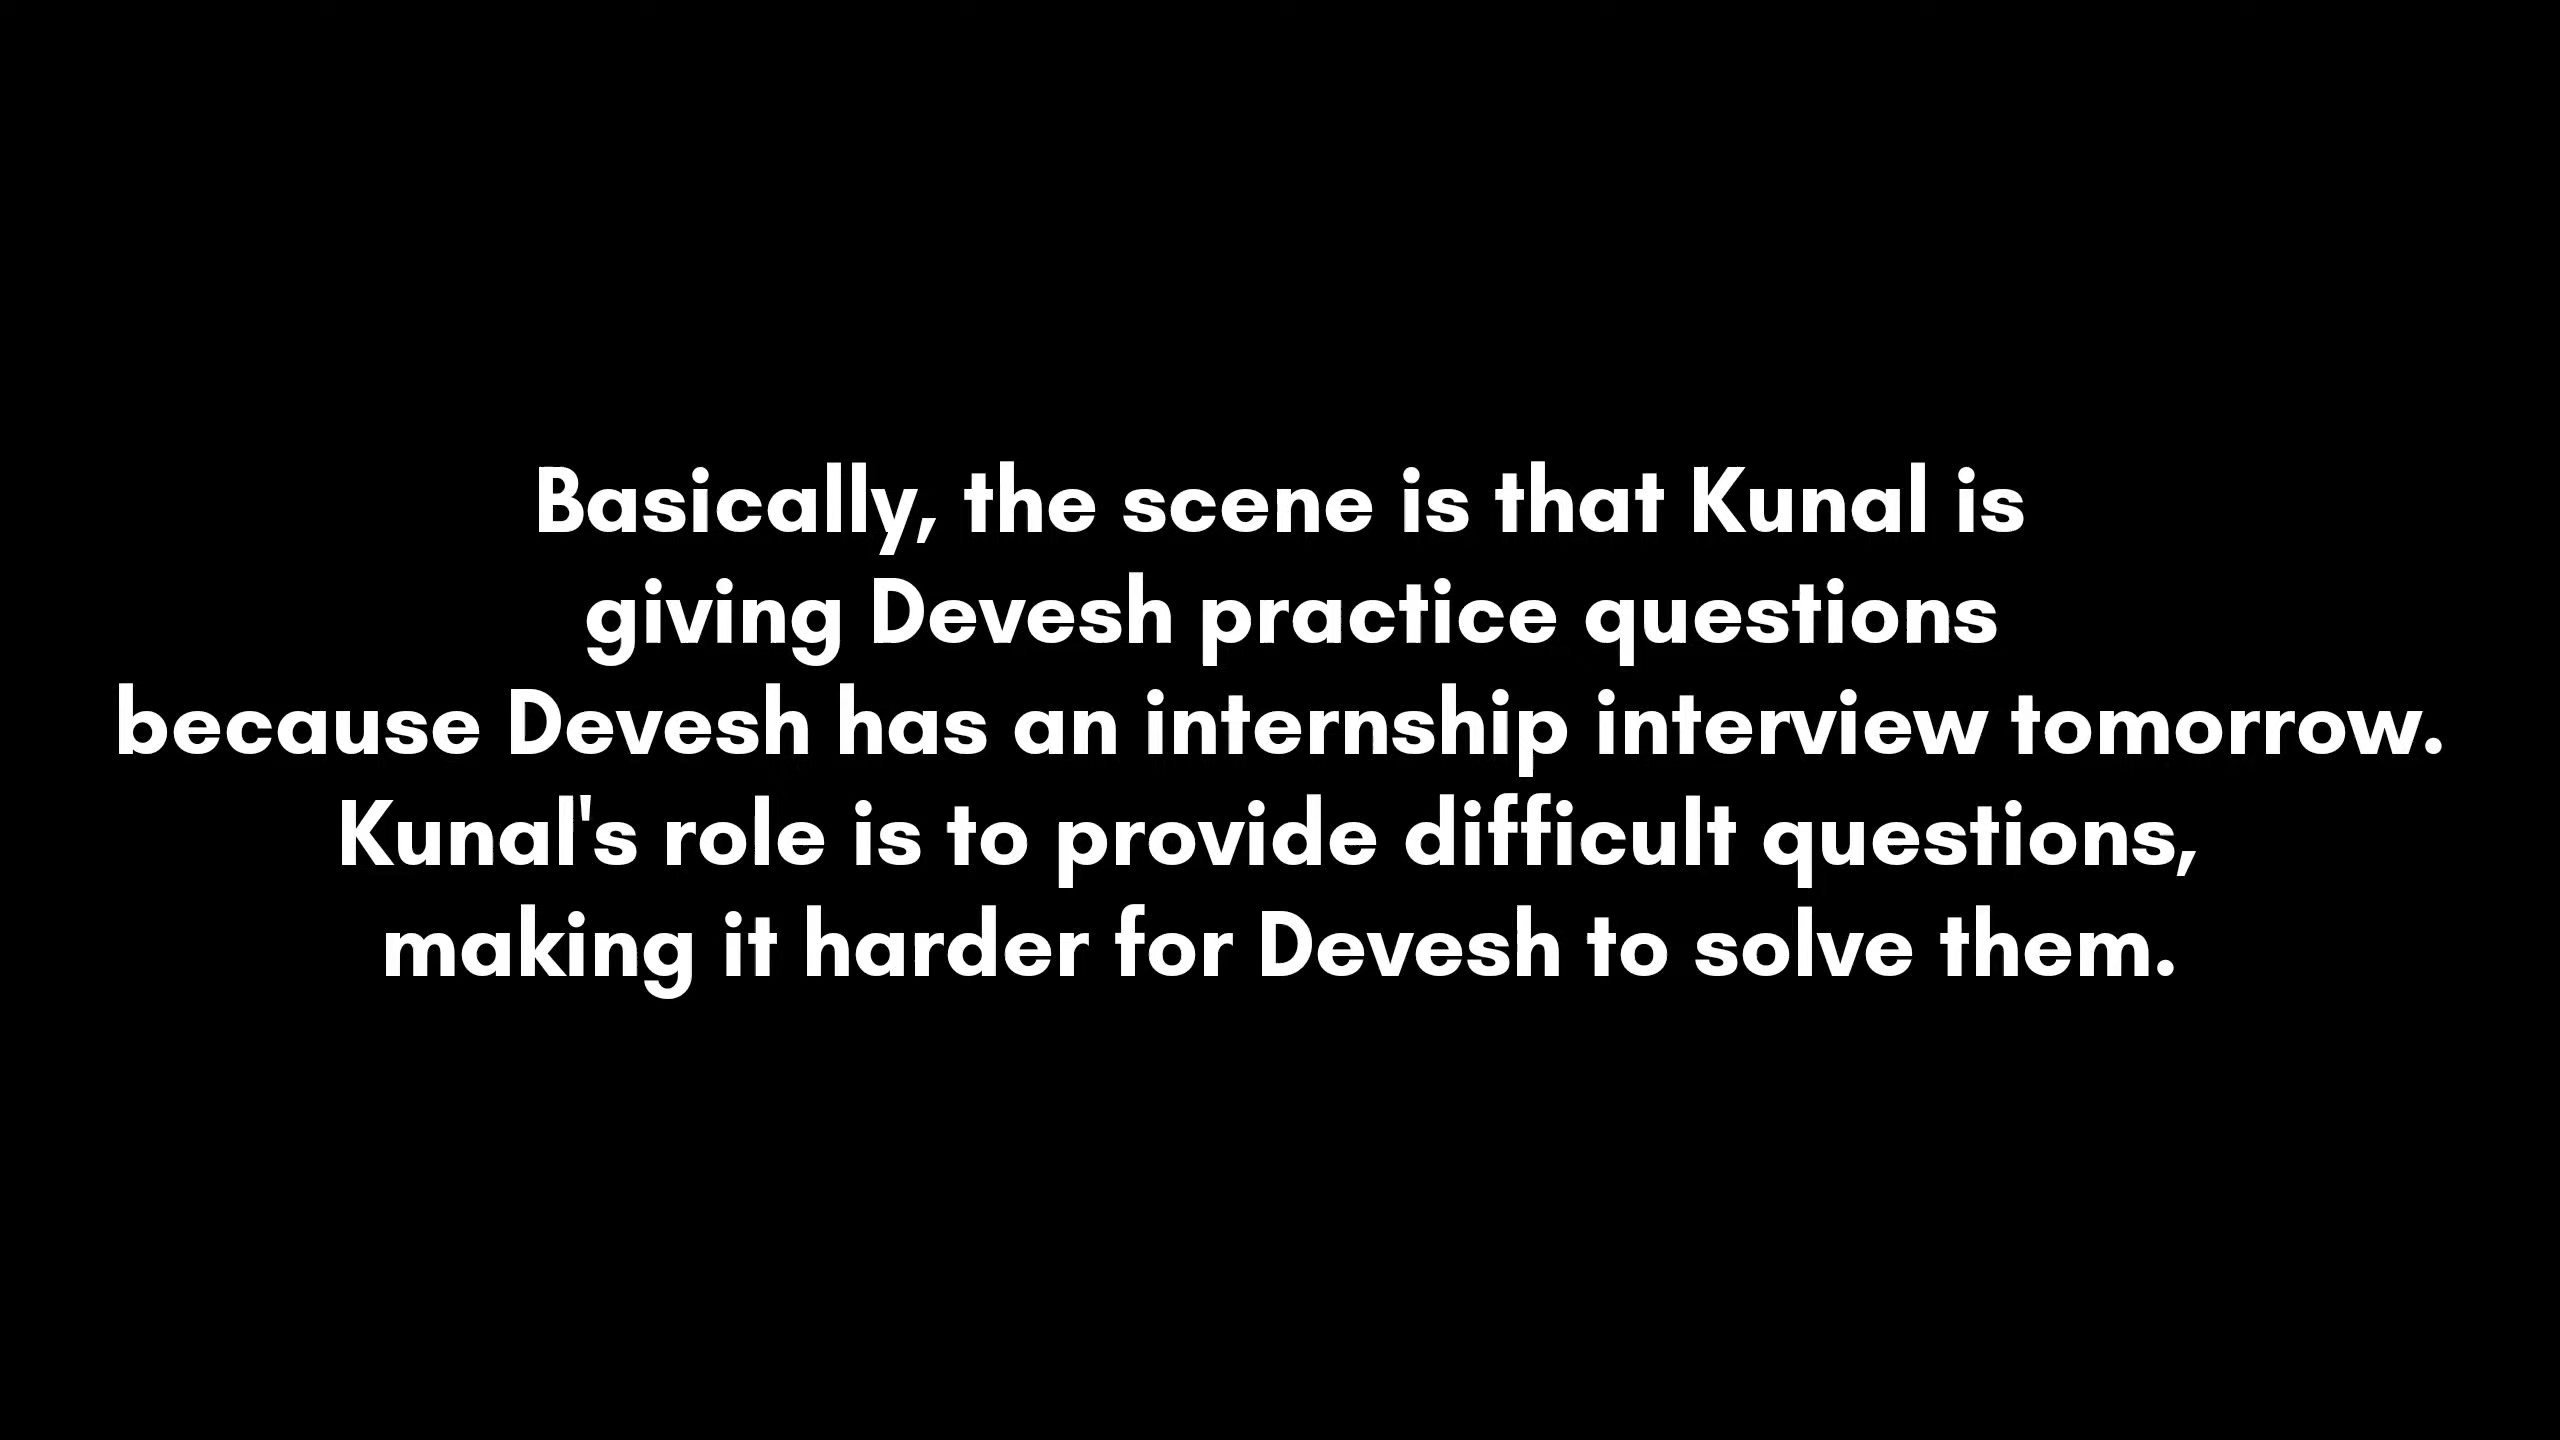 Basically, the scene is that Kunal is
giving Devesh practice questions
because Devesh has an internship interview tomorrow.
Kunal's role is to provide difficult questions,
making it harder for Devesh to solve them.